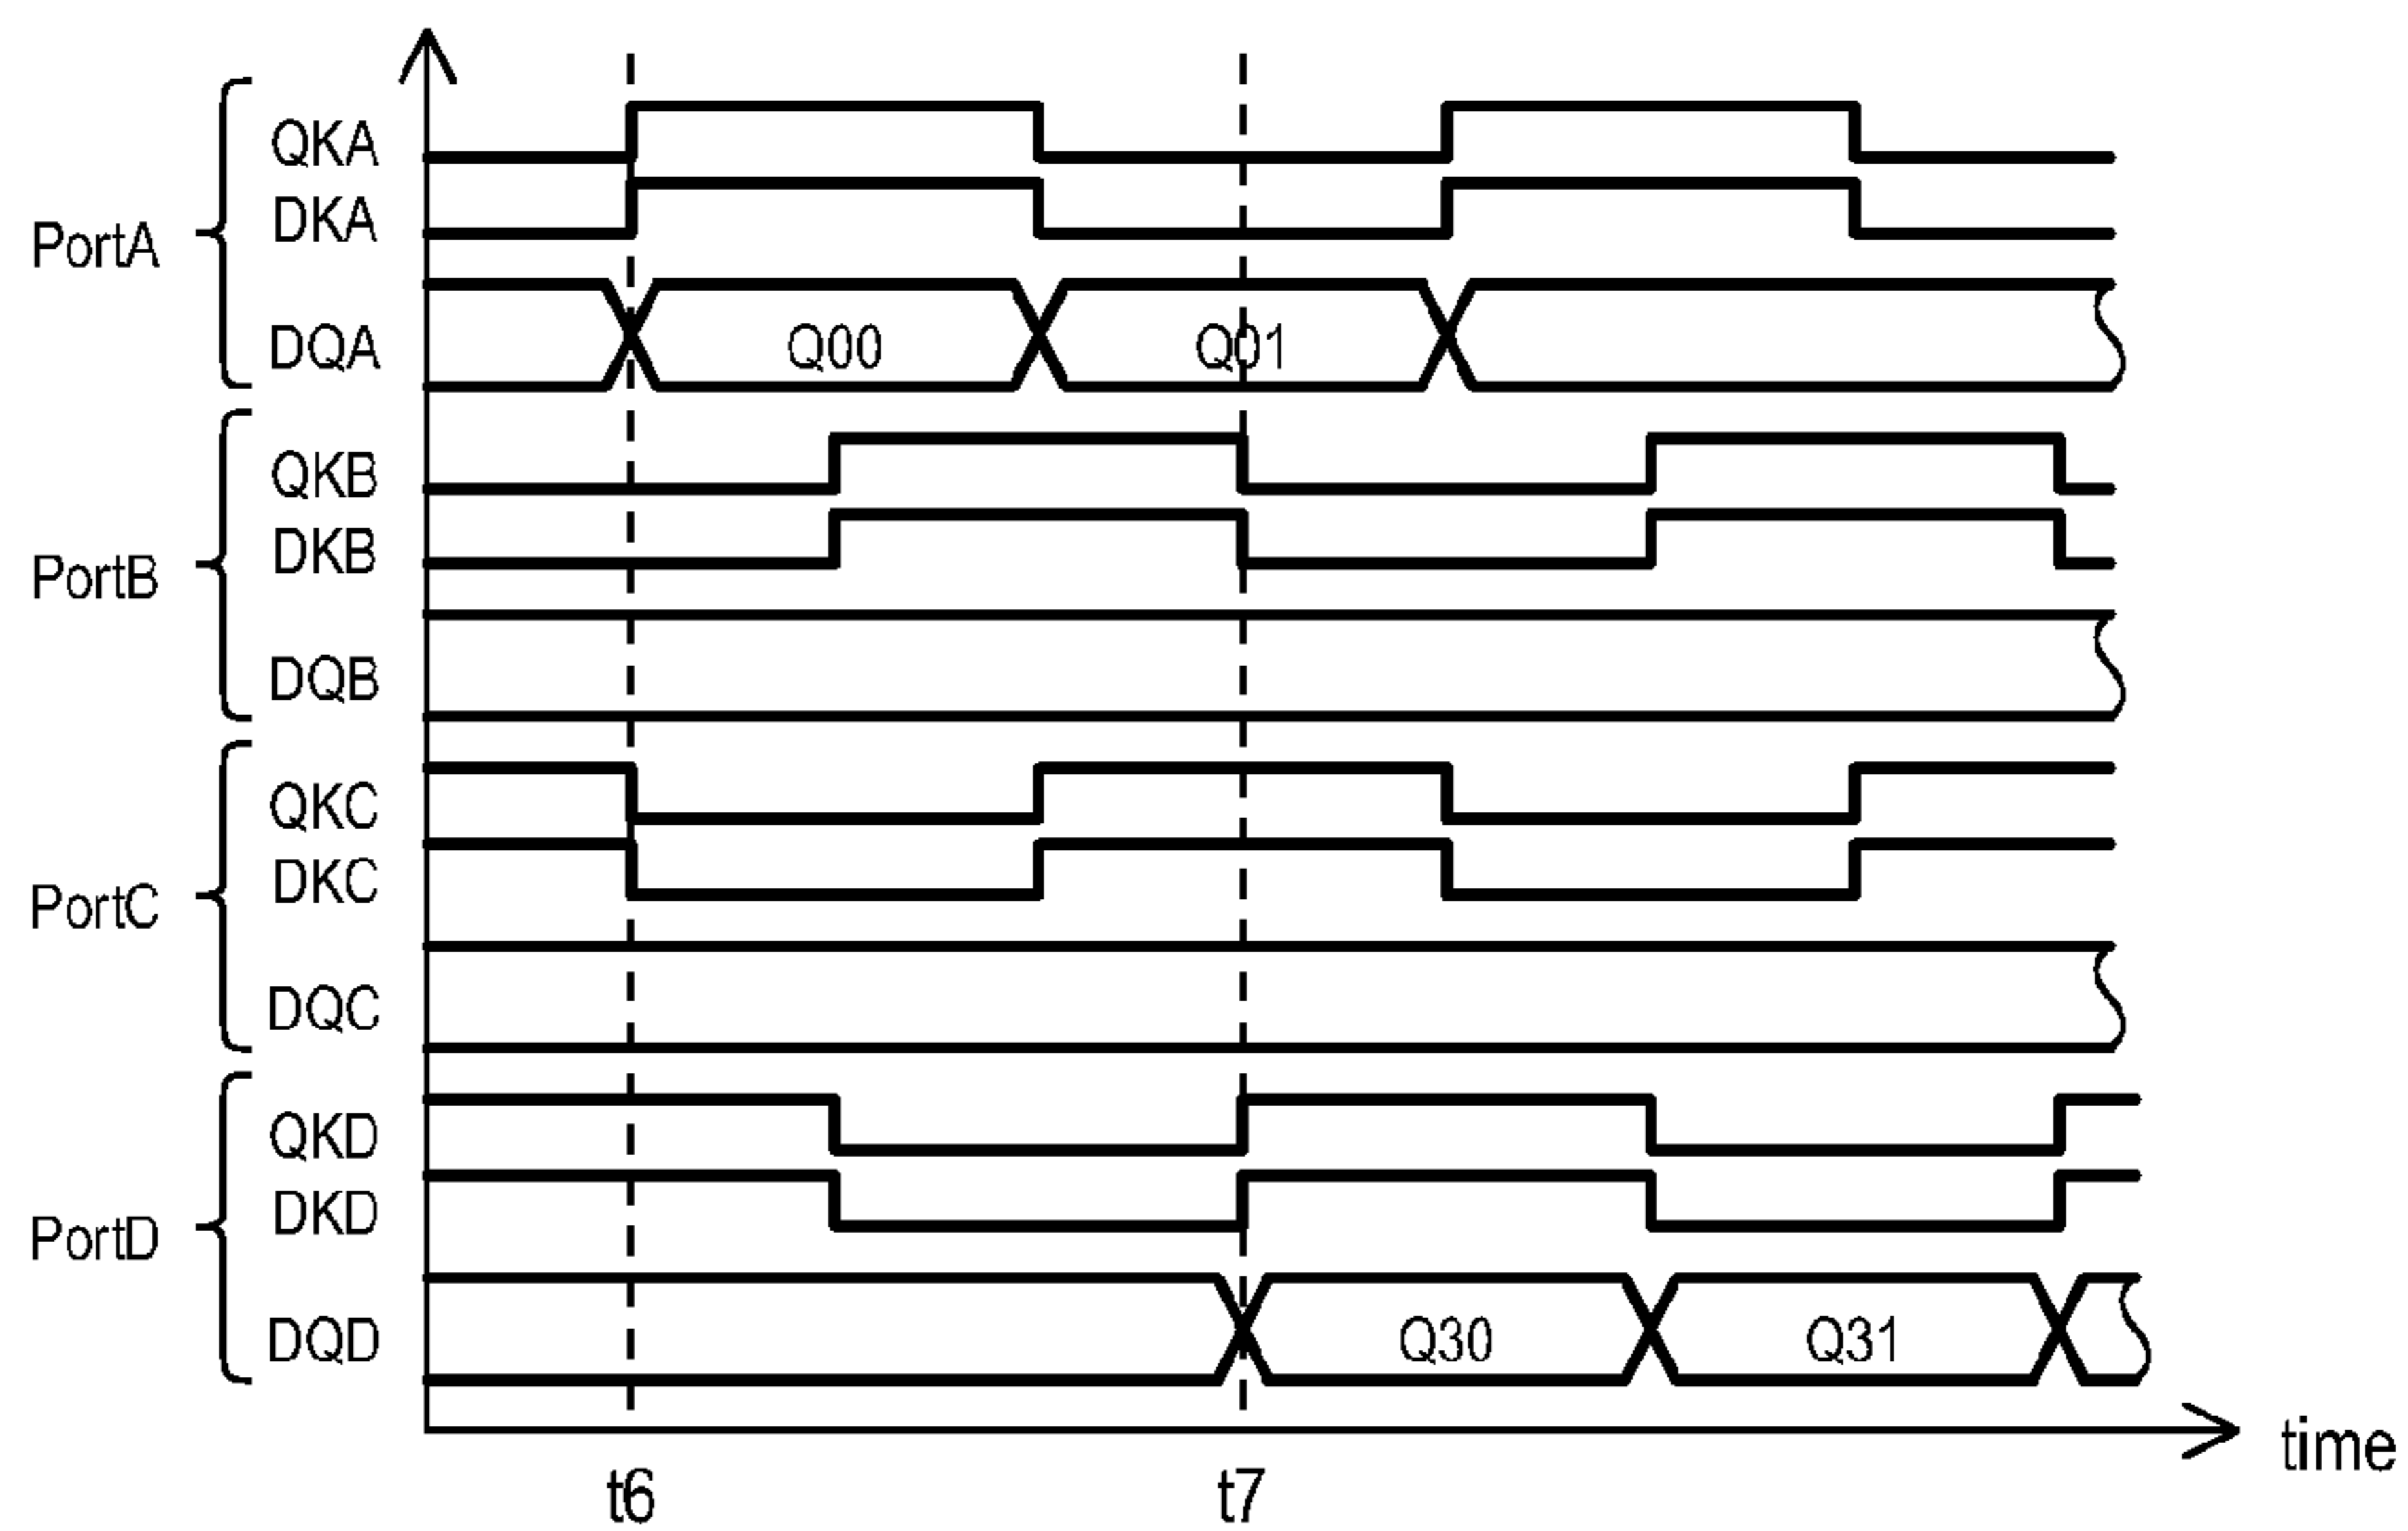 PortA
QKA
DKA
DQA
Q00
Q01
PortB
QKB
DKB
DQB
PortC
QKC
DKC
DQC
PortD
QKD
DKD
DQD
Q30
Q31
time
t6
t7